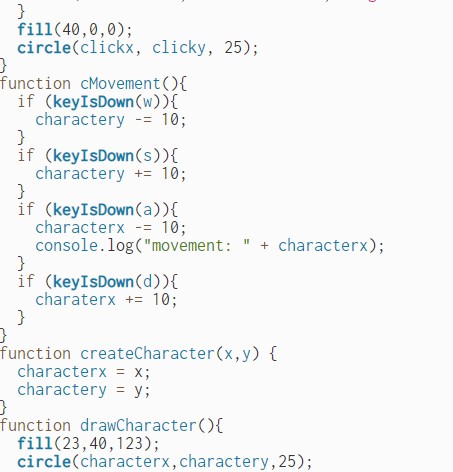 }
fill(40,0,0);
circle(clickx, clicky, 25);
}
function cMovement(){
if (keyIsDown(w)){
charactery -= 10;
}
if (keyIsDown(s)){
charactery += 10;
}
if (keyIsDown(a)){
characterx -= 10;
console.log("movement: " + characterx);
}
if (keyIsDown(d)){
charaterx += 10;
}
}
function createCharacter(x,y) {
characterx = x;
charactery = y;
}
function drawCharacter(){
fill(23,40,123);
circle(characterx,charactery,25);